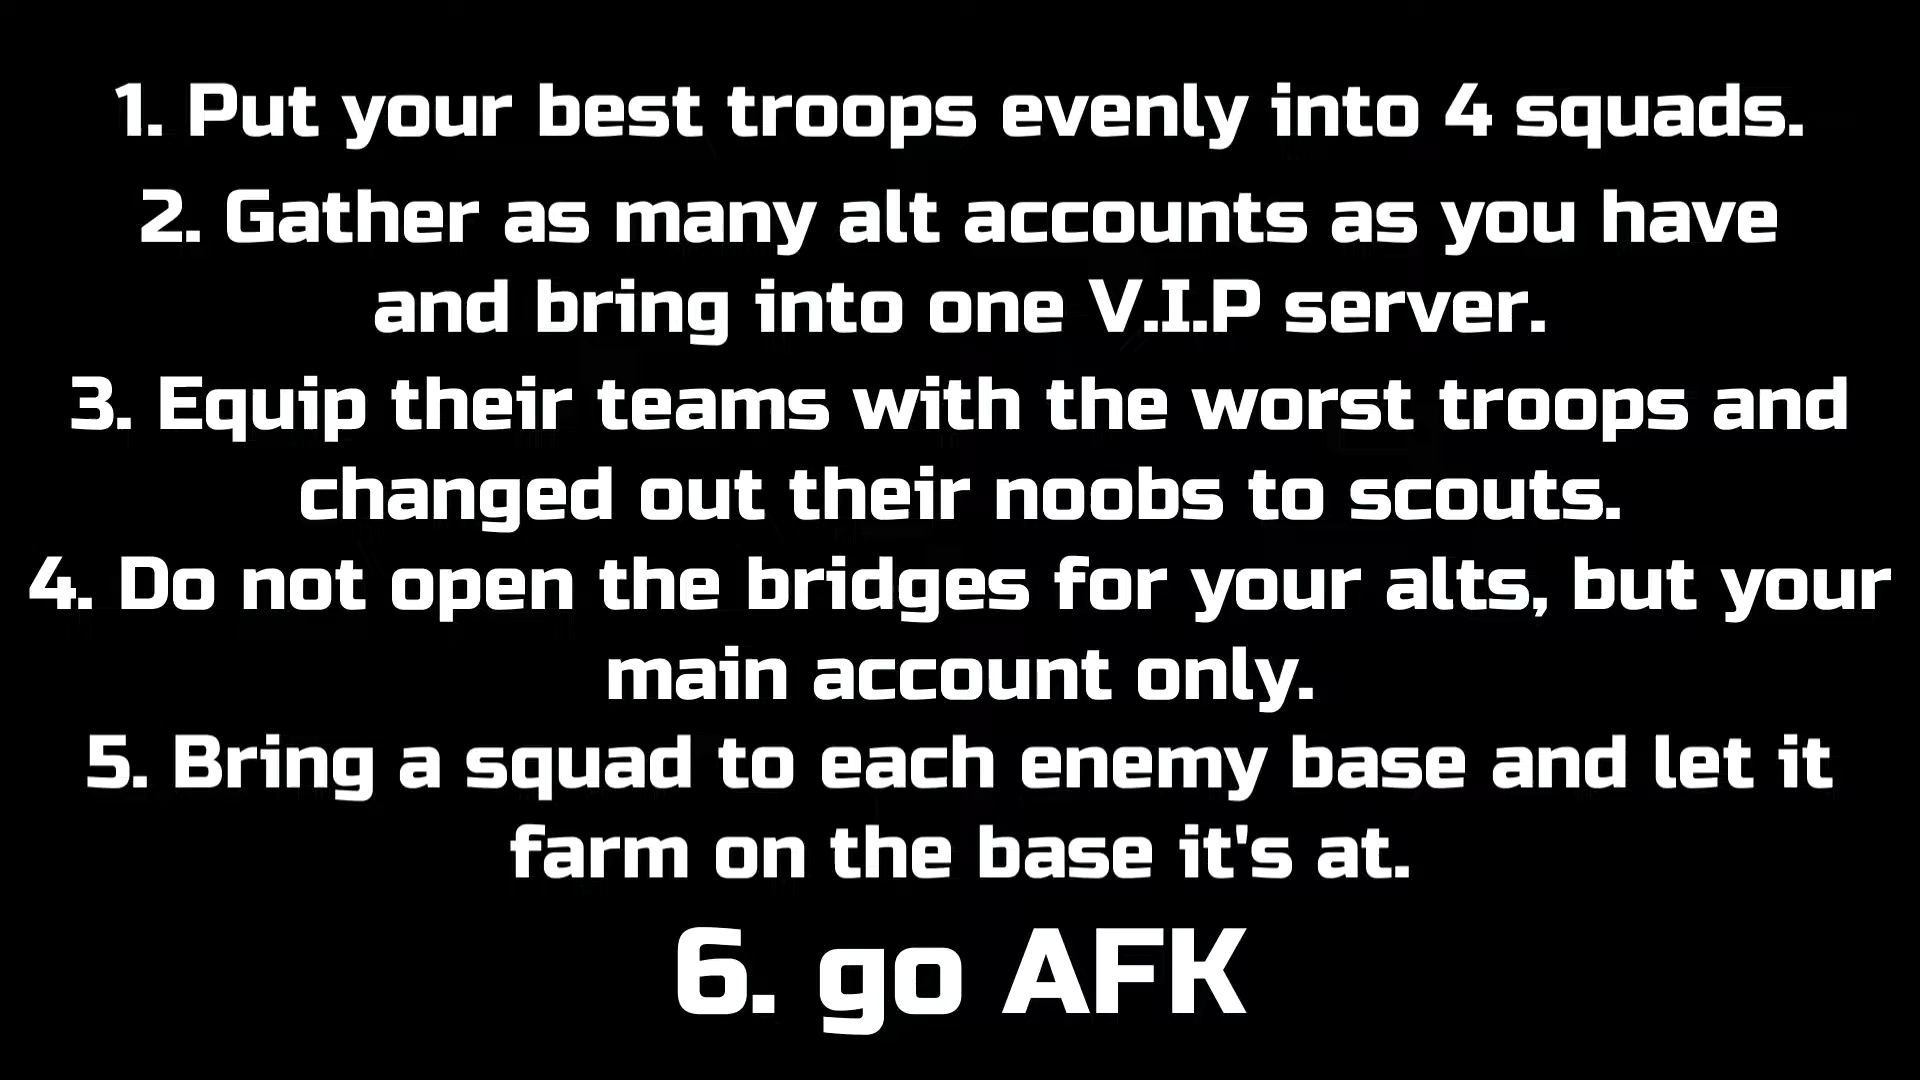 1. Put your best troops evenly into 4 squads.
2. Gather as many alt accounts as you have
and bring into one V.I.P server.
3. Equip their teams with the worst troops and
changed out their noobs to scouts.
4. Do not open the bridges for your alts, but your
main account only.
5. Bring a squad to each enemy base and let it
farm on the base it's at.
6. go AFK